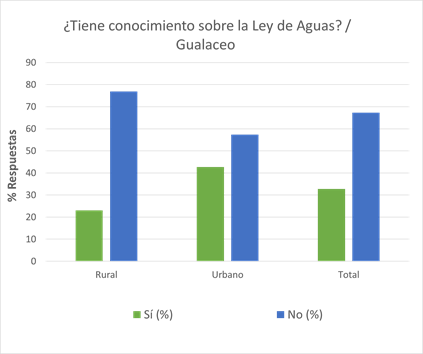 ¿Tiene conocimiento sobre la Ley de Aguas? /
Gualaceo
% Respuestas
90
80
70
60
50
40
30
20
10
0
Rural Urbano Total
Sí (%) No (%)